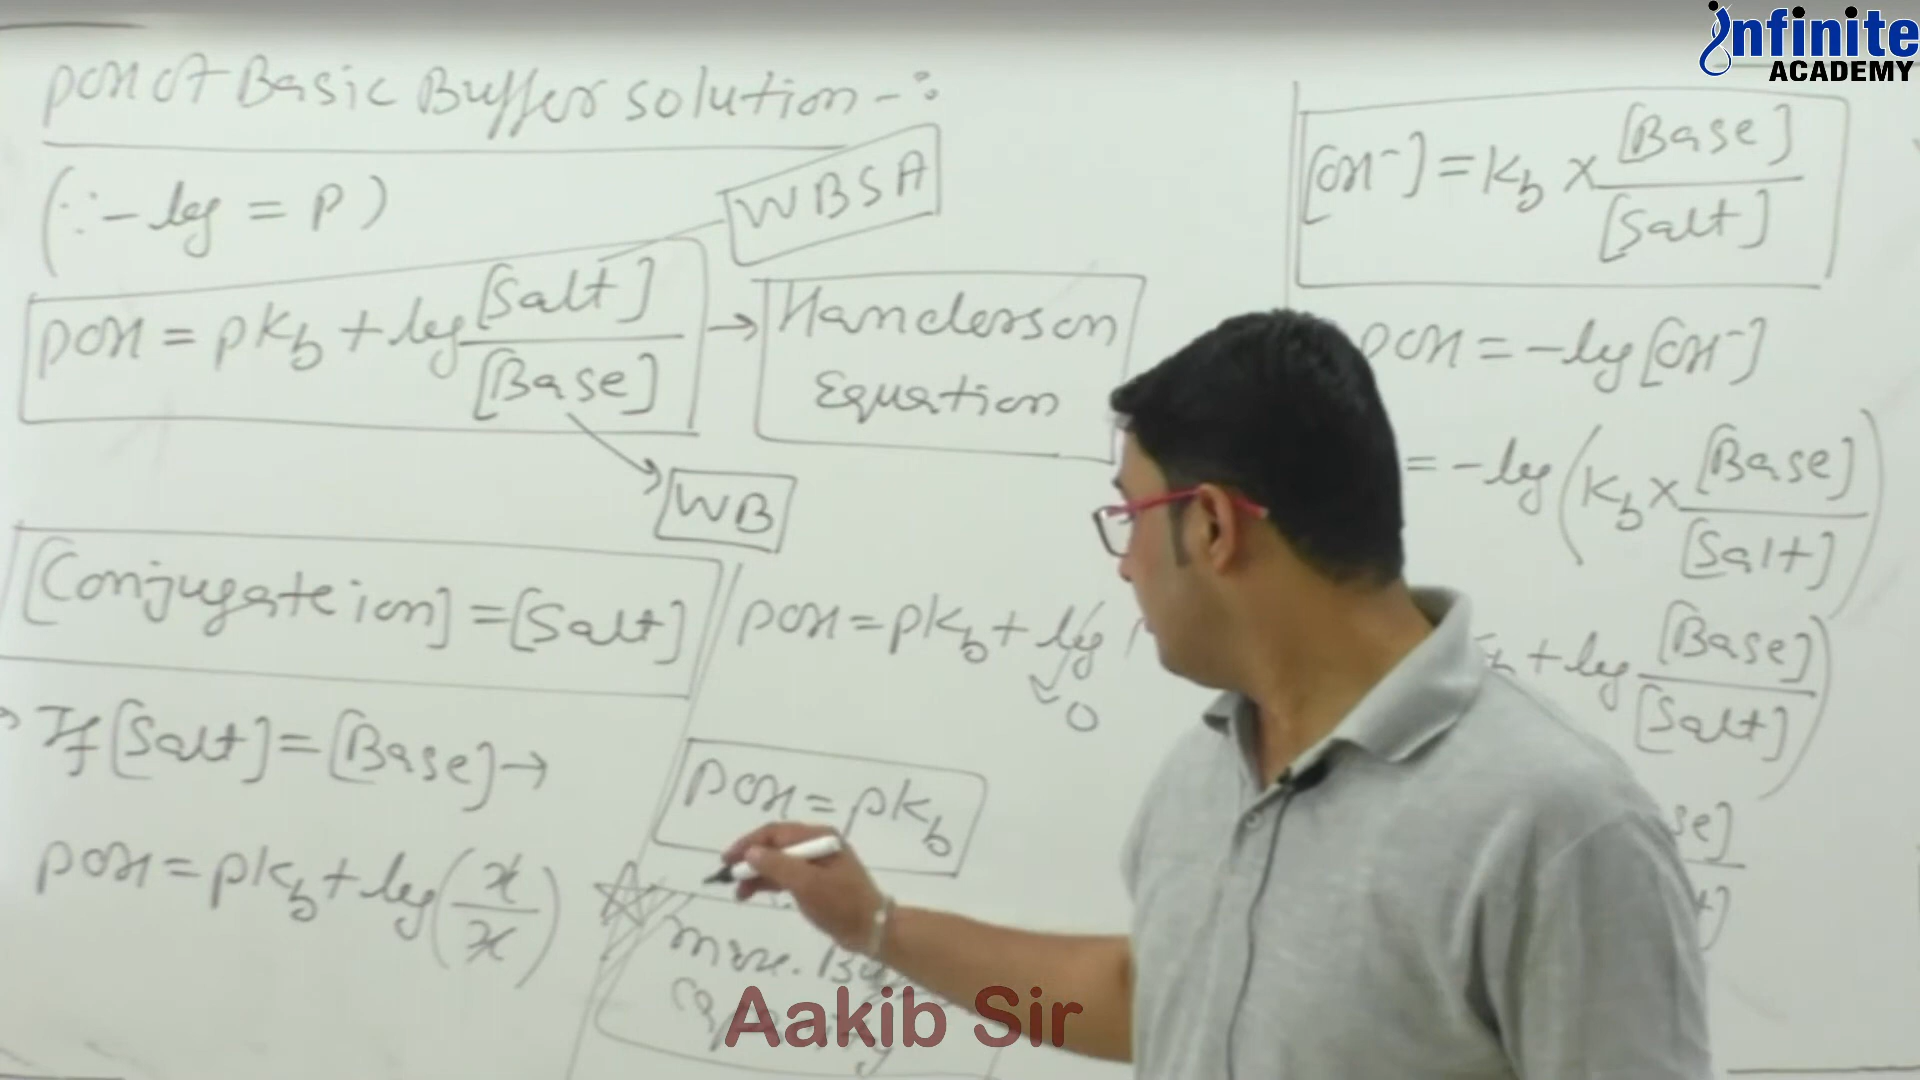 infinite
ACADEMY
pOH of Basic Buffer solution -:
(∵ - log = P)
WBSA
pOH = pKb + log [Salt]/[Base] → Handerson Equation
WB
[Conjugate ion] = [Salt]
If [Salt] = [Base] →
pOH = pKb + log (x/x)
pOH = pKb + log
0
pOH = pKb
Aakib Sir
[OH⁻] = Kb × [Base]/[Salt]
pOH = -log [OH⁻]
= -log (Kb × [Base]/[Salt])
+ log [Base]/[Salt])